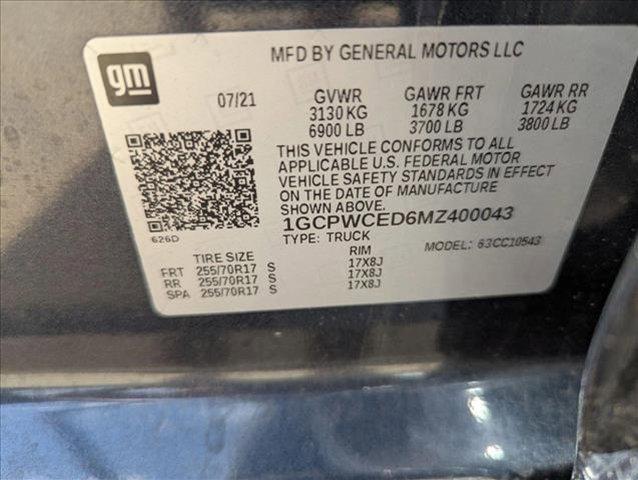 gm
MFD BY GENERAL MOTORS LLC
07/21 GVWR GAWR FRT GAWR RR
3130 KG 1678 KG 1724 KG
6900 LB 3700 LB 3800 LB
THIS VEHICLE CONFORMS TO ALL
APPLICABLE U.S. FEDERAL MOTOR
VEHICLE SAFETY STANDARDS IN EFFECT
ON THE DATE OF MANUFACTURE
SHOWN ABOVE.
1GCPWCED6MZ400043
626D
TYPE: TRUCK MODEL: 63CC10543
TIRE SIZE RIM
FRT 255/70R17 S 17X8J
RR 255/70R17 S 17X8J
SPA 255/70R17 S 17X8J